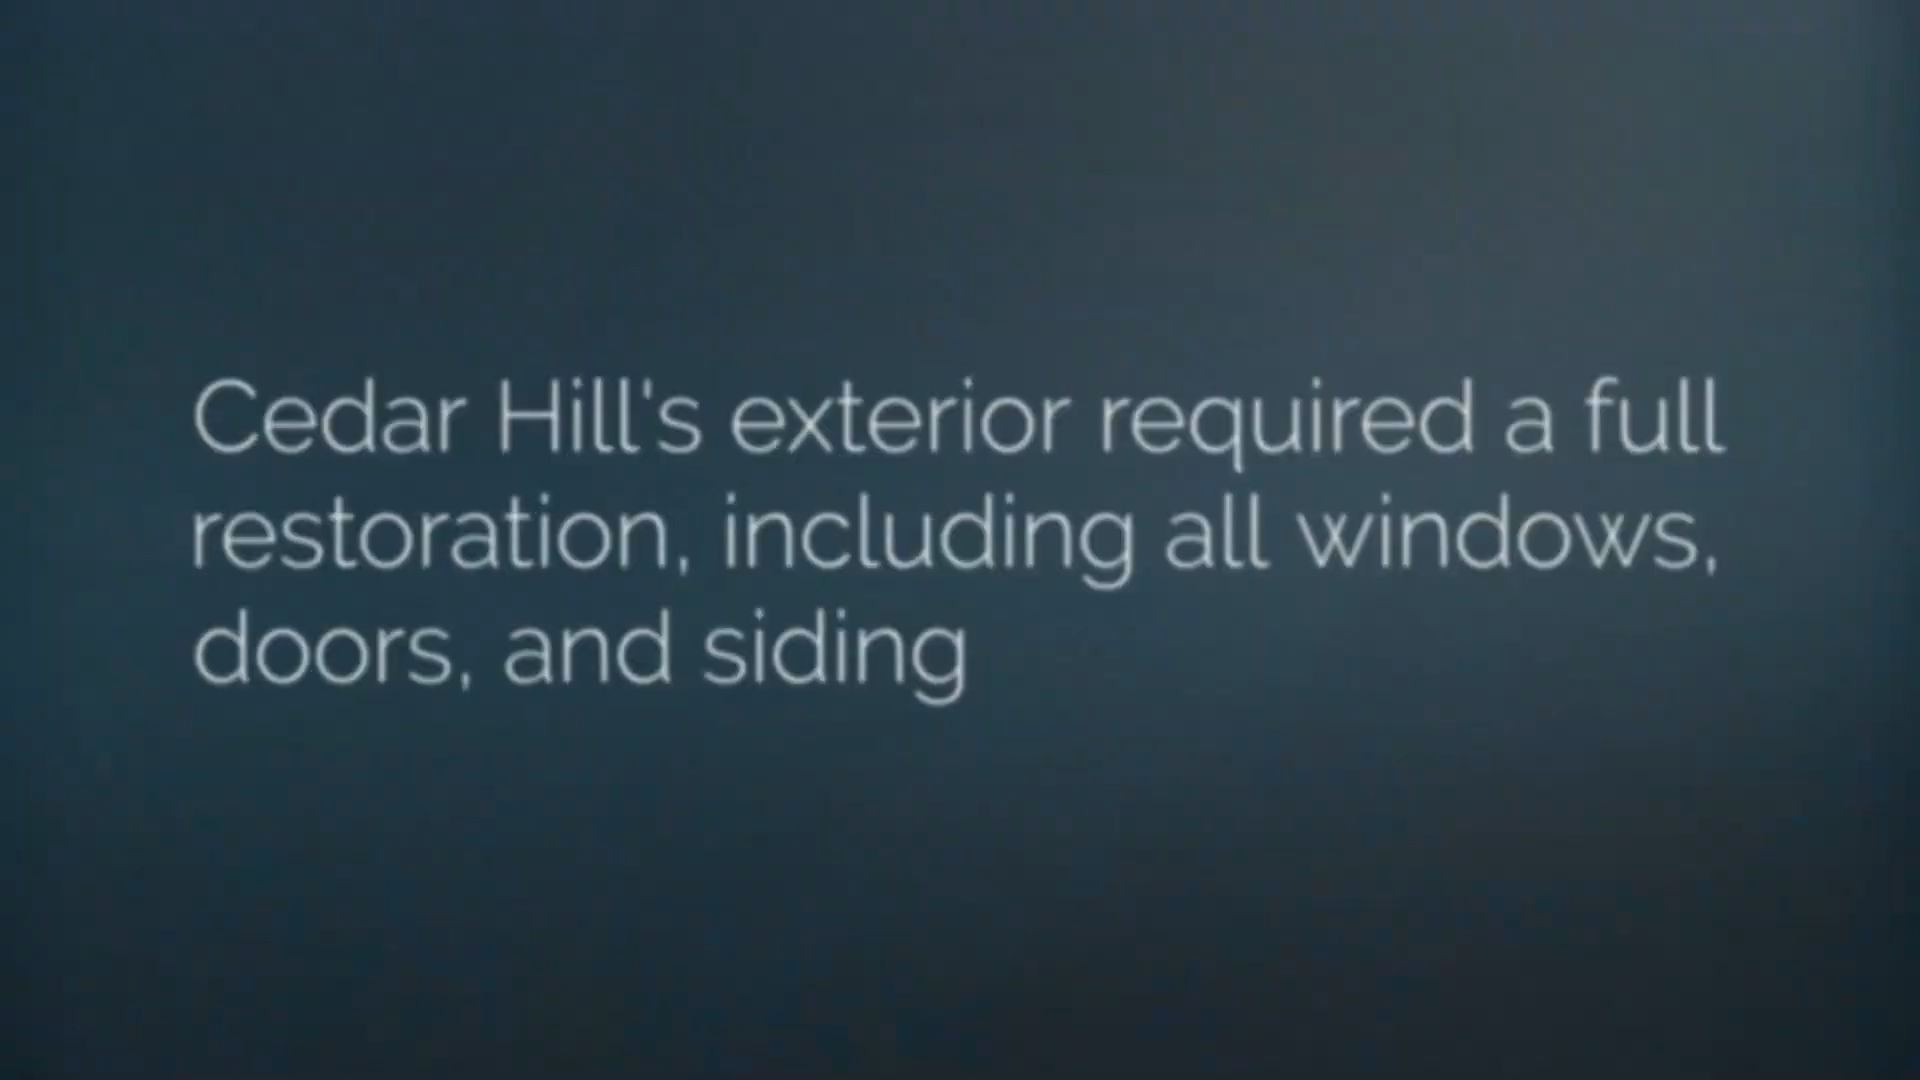 Cedar Hill's exterior required a full
restoration, including all windows,
doors, and siding